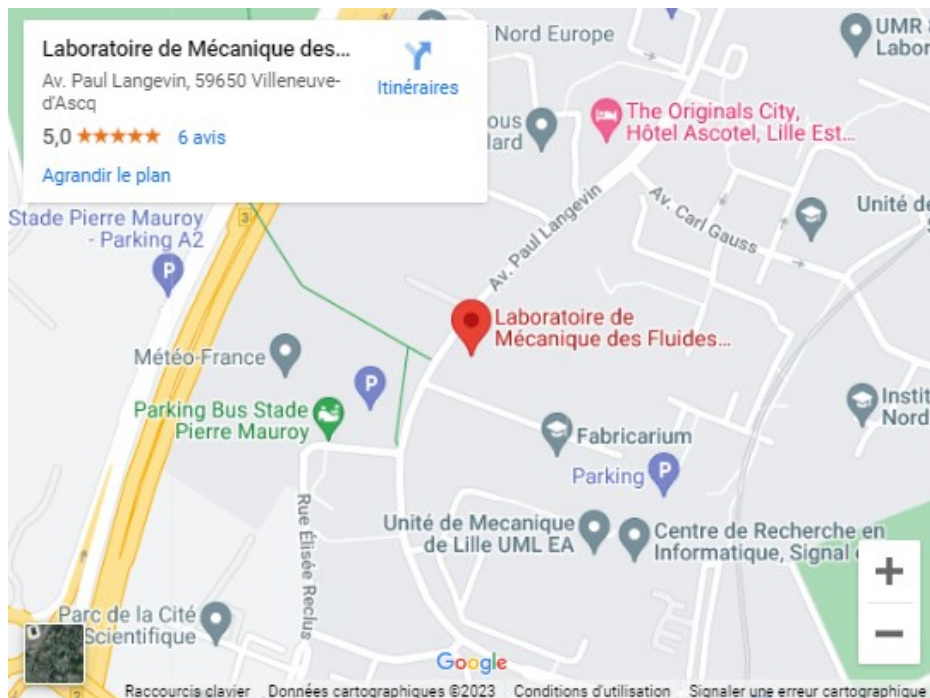 Laboratoire de Mécanique des...
Av. Paul Langevin, 59650 Villeneuve-
d'Ascq
5,0 ★★★★★ 6 avis
Agrandir le plan
Itinéraires
Nord Europe
UMR
Labor
The Originals City,
Hôtel Ascotel, Lille Est...
Stade Pierre Mauroy
- Parking A2
3
P
Av. Paul Langevin
Av. Carl Gauss
Unité de
Laboratoire de
Mécanique des Fluides...
Météo-France
P
Parking Bus Stade
Pierre Mauroy
Fabricarium
Instit
Nord
Parking P
Rue Élisée Reclus
Unité de Mecanique
de Lille UML EA
Centre de Recherche en
Informatique, Signal
Parc de la Cité
Scientifique
+
−
Google
Raccourcis clavier Données cartographiques ©2023 Conditions d'utilisation Signaler une erreur cartographique